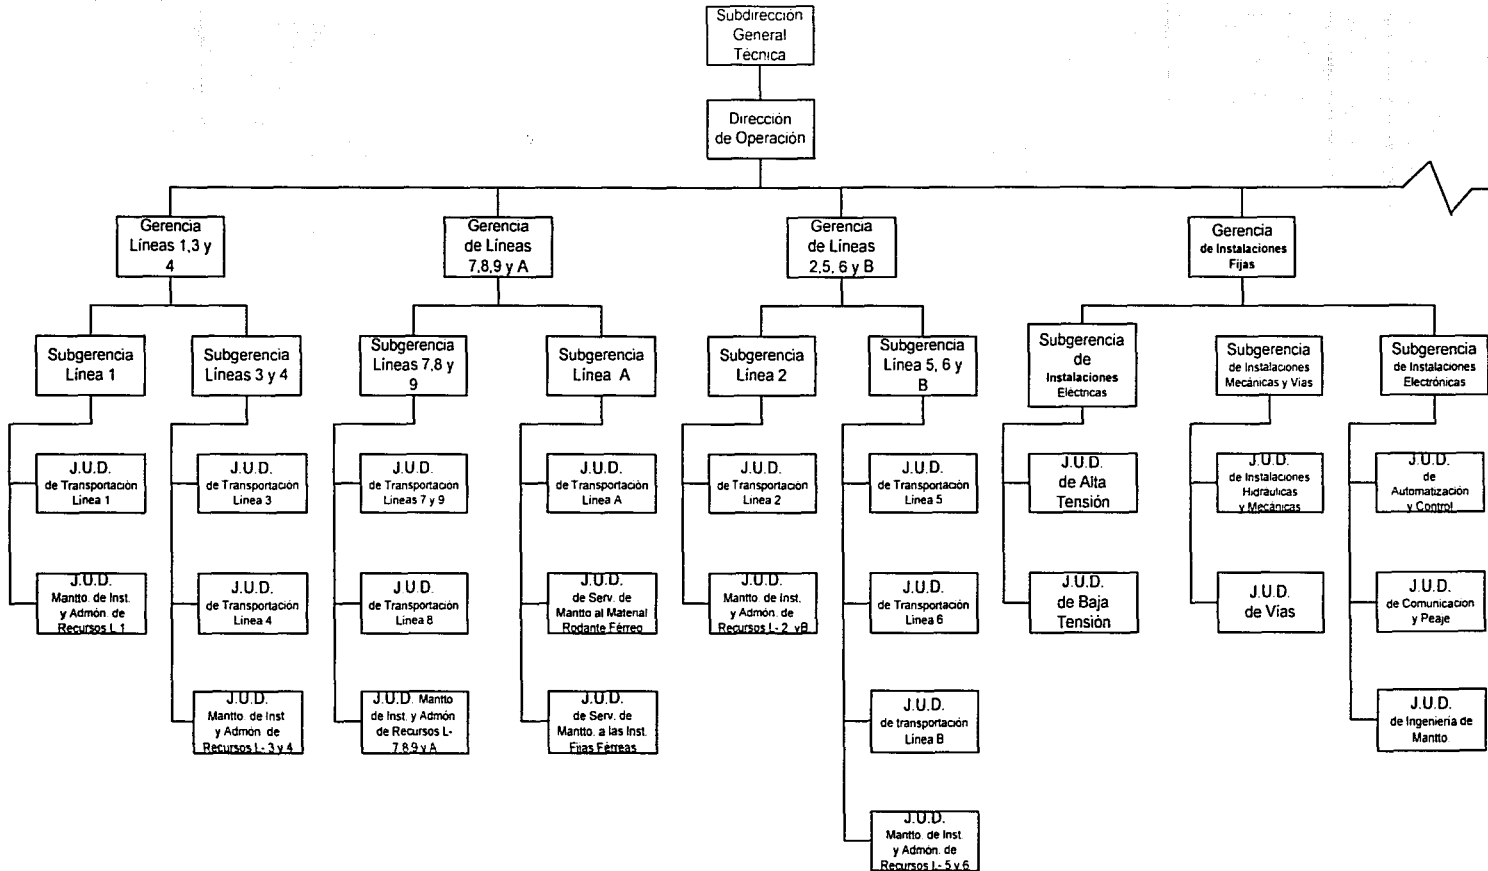 Subdirección
General
Técnica
Dirección
de Operación
Gerencia
Líneas 1,3 y
4
Gerencia
de Líneas
7,8,9 y A
Gerencia
de Líneas
2,5, 6 y B
Gerencia
de Instalaciones
Fijas
Subgerencia
Línea 1
Subgerencia
Líneas 3 y 4
Subgerencia
Líneas 7,8 y
9
Subgerencia
Línea A
Subgerencia
Línea 2
Subgerencia
Línea 5, 6 y
B
Subgerencia
de
Instalaciones
Eléctricas
Subgerencia
de Instalaciones
Mecánicas y Vías
Subgerencia
de Instalaciones
Electrónicas
J.U.D.
de Transportación
Línea 1
J.U.D.
de Transportación
Línea 3
J.U.D.
de Transportación
Líneas 7 y 9
J.U.D.
de Transportación
Línea A
J.U.D.
de Transportación
Línea 2
J.U.D.
de Transportación
Línea 5
J.U.D.
de Alta
Tensión
J.U.D.
de Instalaciones
Hidráulicas
y Mecánicas
J.U.D.
de
Automatización
y Control
J.U.D.
Mantto. de Inst.
y Admón. de
Recursos L 1
J.U.D.
de Transportación
Línea 4
J.U.D.
de Transportación
Línea 8
J.U.D.
de Serv. de
Mantto al Material
Rodante Férreo
J.U.D.
Mantto. de Inst.
y Admón. de
Recursos L- 2 yB
J.U.D.
de Transportación
Línea 6
J.U.D.
de Baja
Tensión
J.U.D.
de Vías
J.U.D.
de Comunicación
y Peaje
J.U.D.
Mantto. de Inst
y Admón. de
Recursos L- 3 y 4
J.U.D. Mantto
de Inst. y Admón
de Recursos L-
7,8,9 y A
J.U.D.
de Serv. de
Mantto. a las Inst.
Fijas Férreas
J.U.D.
de transportación
Línea B
J.U.D.
de Ingeniería de
Mantto.
J.U.D.
Mantto. de Inst
y Admón. de
Recursos L- 5 y 6